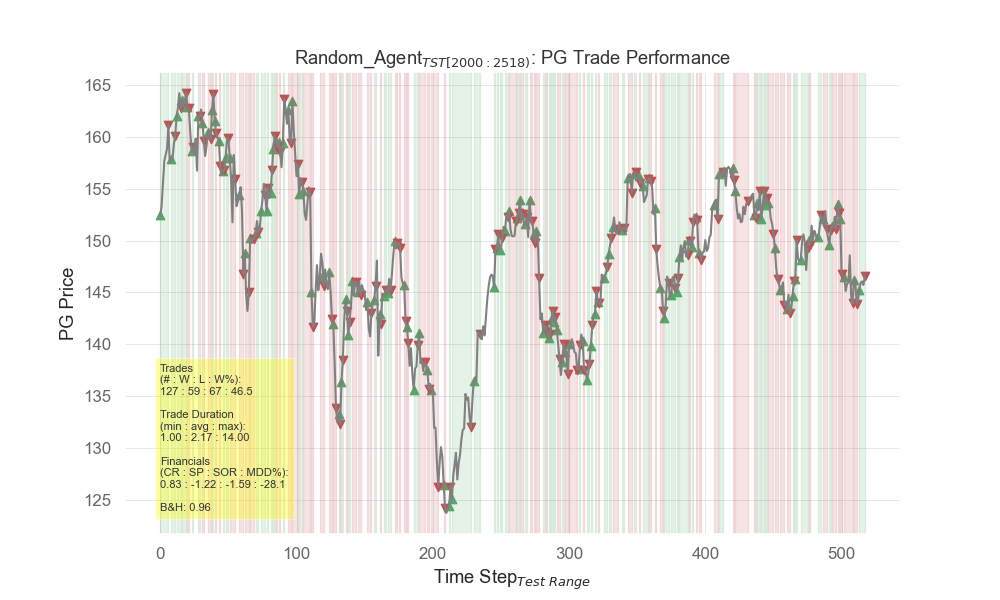 Random_Agent_TST[2000 : 2518): PG Trade Performance
165
160
155
150
145
140
135
130
125
PG Price
Trades
(# : W : L : W%):
127 : 59 : 67 : 46.5
Trade Duration
(min : avg : max):
1.00 : 2.17 : 14.00
Financials
(CR : SP : SOR : MDD%):
0.83 : -1.22 : -1.59 : -28.1
B&H: 0.96
0 100 200 300 400 500
Time Step_Test Range